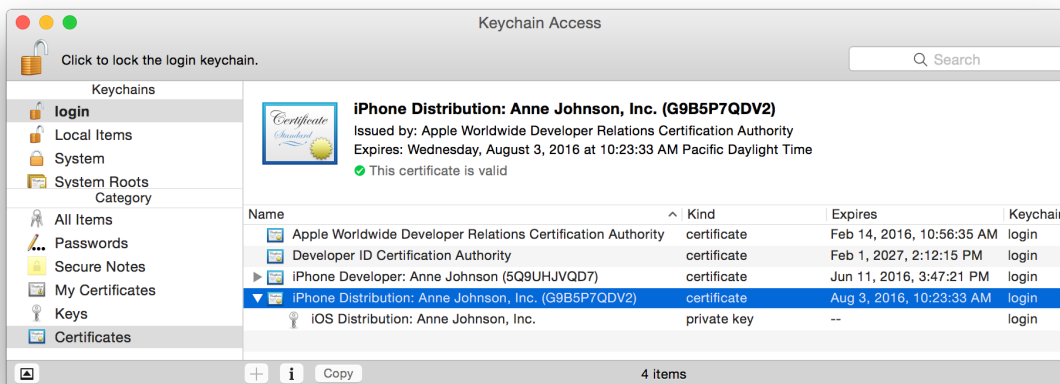 Keychain Access
Click to lock the login keychain.
Search
Keychains
login
Local Items
System
System Roots
Category
All Items
Passwords
Secure Notes
My Certificates
Keys
Certificates
Certificate
Standard
iPhone Distribution: Anne Johnson, Inc. (G9B5P7QDV2)
Issued by: Apple Worldwide Developer Relations Certification Authority
Expires: Wednesday, August 3, 2016 at 10:23:33 AM Pacific Daylight Time
This certificate is valid
Name Kind Expires Keychain
Apple Worldwide Developer Relations Certification Authority certificate Feb 14, 2016, 10:56:35 AM login
Developer ID Certification Authority certificate Feb 1, 2027, 2:12:15 PM login
iPhone Developer: Anne Johnson (5Q9UHJVQD7) certificate Jun 11, 2016, 3:47:21 PM login
iPhone Distribution: Anne Johnson, Inc. (G9B5P7QDV2) certificate Aug 3, 2016, 10:23:33 AM login
iOS Distribution: Anne Johnson, Inc. private key -- login
Copy
4 items